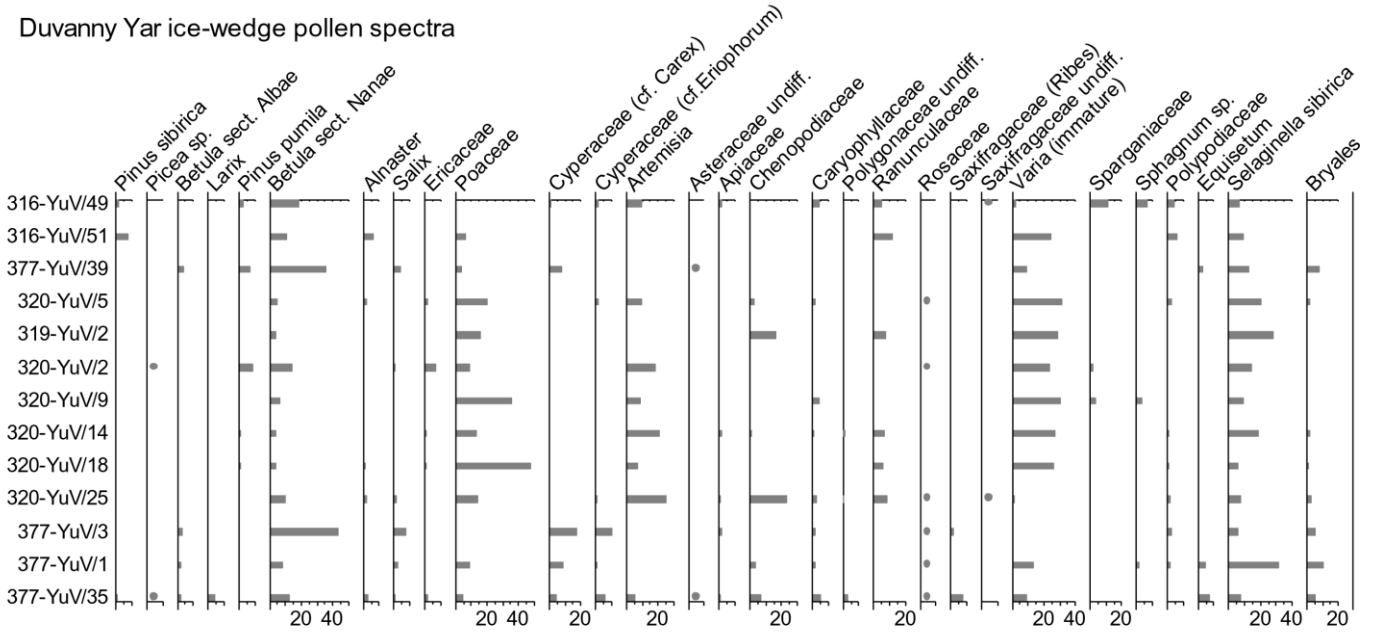 Duvanny Yar ice-wedge pollen spectra
Pinus sibirica
Picea sp.
Betula sect. Albae
Larix
Pinus pumila
Betula sect. Nanae
Alnaster
Salix
Ericaceae
Poaceae
Cyperaceae (cf. Carex)
Cyperaceae (cf.Eriophorum)
Artemisia
Asteraceae undiff.
Apiaceae
Chenopodiaceae
Caryophyllaceae
Polygonaceae undiff.
Ranunculaceae
Rosaceae
Saxifragaceae (Ribes)
Saxifragaceae undiff.
Varia (immature)
Sparganiaceae
Sphagnum sp.
Polypodiaceae
Equisetum
Selaginella sibirica
Bryales
316-YuV/49
316-YuV/51
377-YuV/39
320-YuV/5
319-YuV/2
320-YuV/2
320-YuV/9
320-YuV/14
320-YuV/18
320-YuV/25
377-YuV/3
377-YuV/1
377-YuV/35
20 40 20 40 20 20 20 20 20 40 20 20 40 20